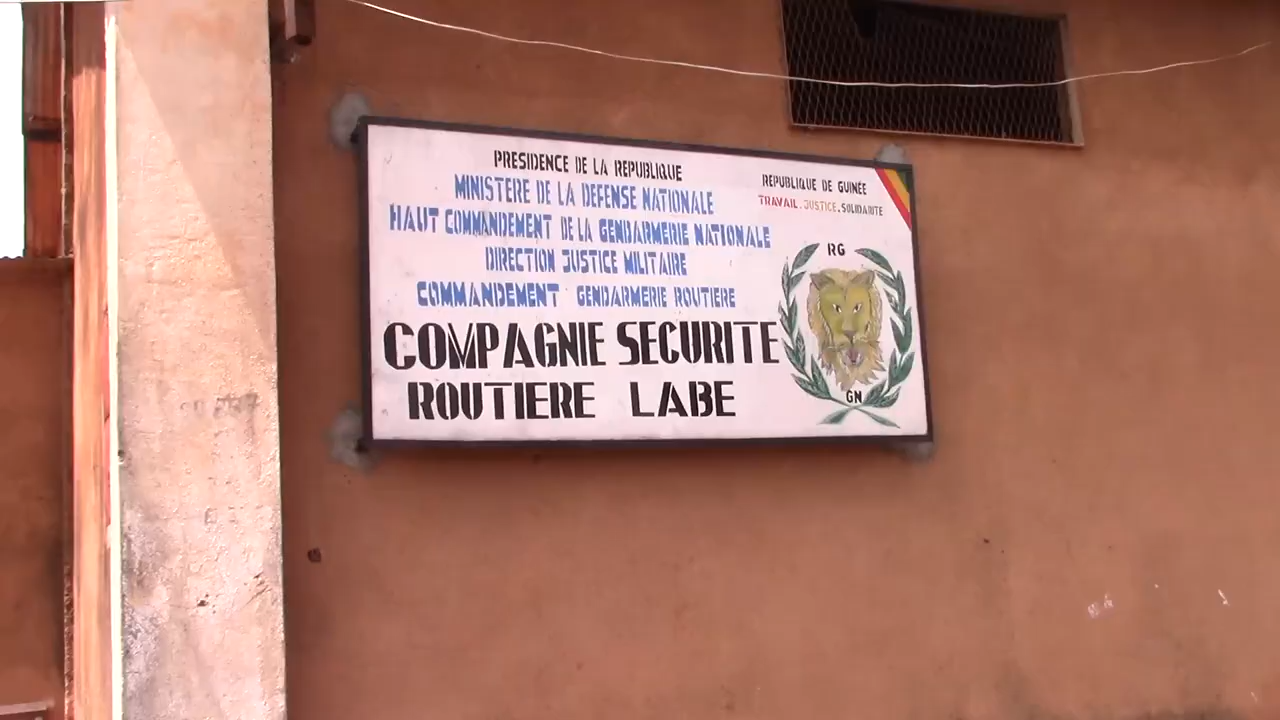 PRESIDENCE DE LA REPUBLIQUE
MINISTERE DE LA DEFENSE NATIONALE
HAUT COMMANDEMENT DE LA GENDARMERIE NATIONALE
DIRECTION JUSTICE MILITAIRE
COMMANDEMENT GENDARMERIE ROUTIERE
COMPAGNIE SECURITE
ROUTIERE LABE
REPUBLIQUE DE GUINÉE
TRAVAIL.JUSTICE.SOLIDARITE
RG
GN